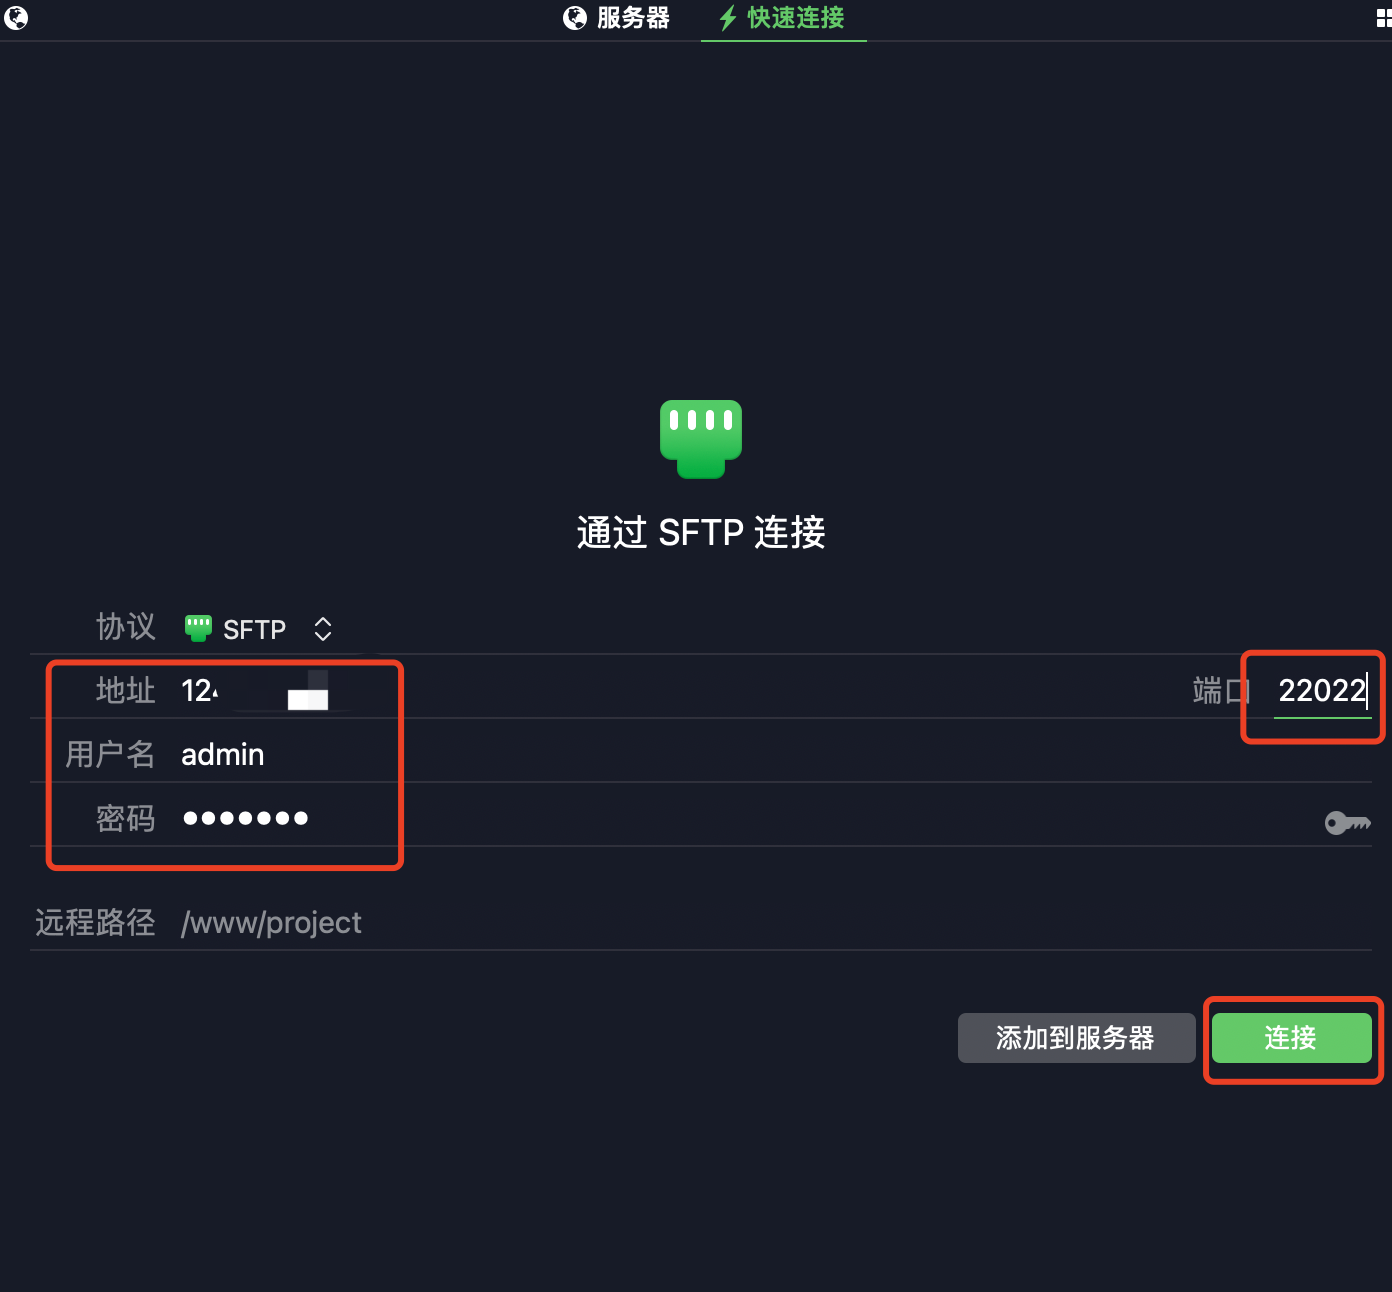 服务器 快速连接
通过 SFTP 连接
协议 SFTP
地址 端口 22022
用户名 admin
密码 ●●●●●●●
远程路径 /www/project
添加到服务器 连接